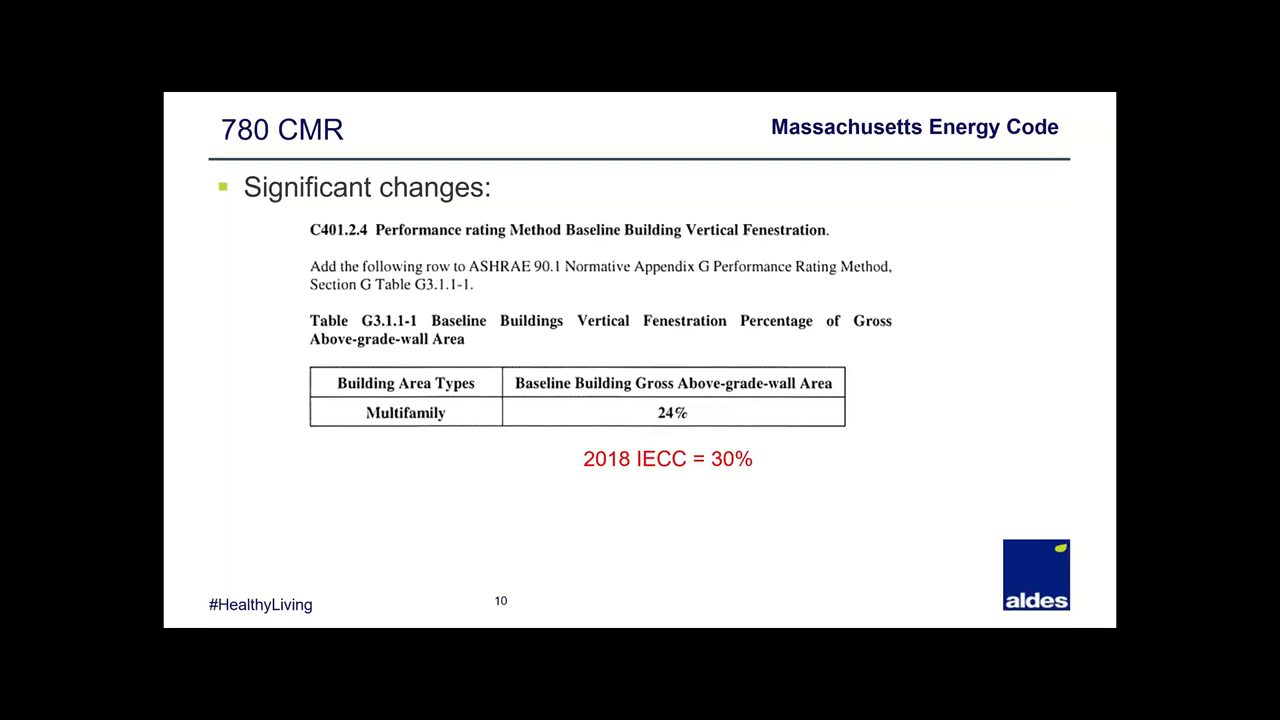 780 CMR
Massachusetts Energy Code
Significant changes:
C401.2.4 Performance rating Method Baseline Building Vertical Fenestration.
Add the following row to ASHRAE 90.1 Normative Appendix G Performance Rating Method,
Section G Table G3.1.1-1.
Table G3.1.1-1 Baseline Buildings Vertical Fenestration Percentage of Gross
Above-grade-wall Area
Building Area Types Baseline Building Gross Above-grade-wall Area
Multifamily 24%
2018 IECC = 30%
#HealthyLiving
10
aldes